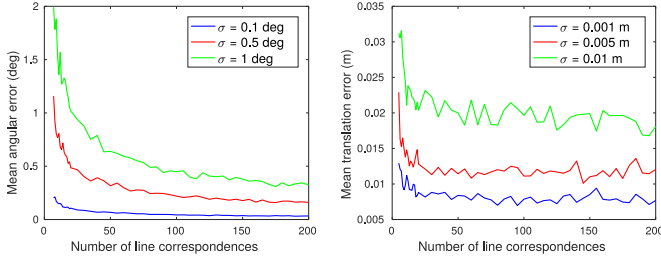 2
1.5
1
0.5
0
Mean angular error (deg)
0
50
100
150
200
Number of line correspondences
σ = 0.1 deg
σ = 0.5 deg
σ = 1 deg
0.035
0.03
0.025
0.02
0.015
0.01
0.005
Mean translation error (m)
0
50
100
150
200
Number of line correspondences
σ = 0.001 m
σ = 0.005 m
σ = 0.01 m